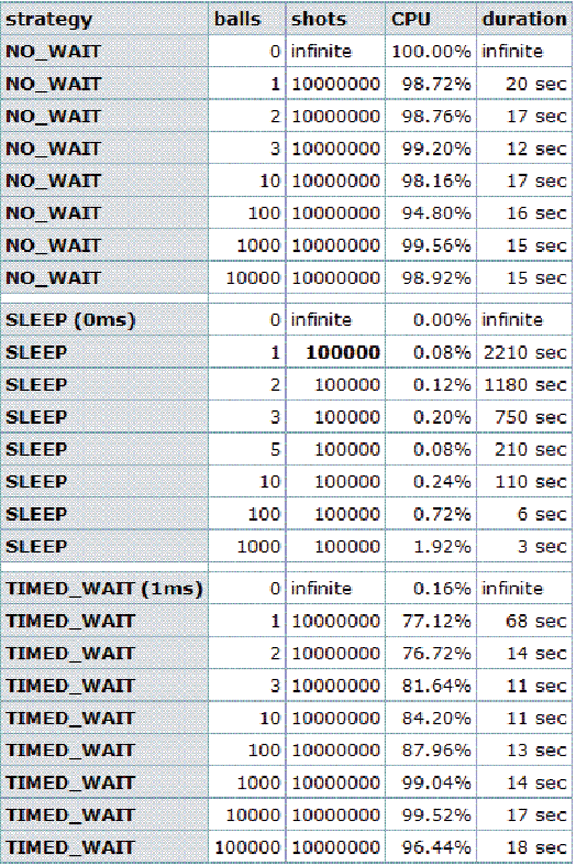 strategy balls shots CPU duration
NO_WAIT 0 infinite 100.00% infinite
NO_WAIT 1 10000000 98.72% 20 sec
NO_WAIT 2 10000000 98.76% 17 sec
NO_WAIT 3 10000000 99.20% 12 sec
NO_WAIT 10 10000000 98.16% 17 sec
NO_WAIT 100 10000000 94.80% 16 sec
NO_WAIT 1000 10000000 99.56% 15 sec
NO_WAIT 10000 10000000 98.92% 15 sec
SLEEP (0ms) 0 infinite 0.00% infinite
SLEEP 1 100000 0.08% 2210 sec
SLEEP 2 100000 0.12% 1180 sec
SLEEP 3 100000 0.20% 750 sec
SLEEP 5 100000 0.08% 210 sec
SLEEP 10 100000 0.24% 110 sec
SLEEP 100 100000 0.72% 6 sec
SLEEP 1000 100000 1.92% 3 sec
TIMED_WAIT (1ms) 0 infinite 0.16% infinite
TIMED_WAIT 1 10000000 77.12% 68 sec
TIMED_WAIT 2 10000000 76.72% 14 sec
TIMED_WAIT 3 10000000 81.64% 11 sec
TIMED_WAIT 10 10000000 84.20% 11 sec
TIMED_WAIT 100 10000000 87.96% 13 sec
TIMED_WAIT 1000 10000000 99.04% 14 sec
TIMED_WAIT 10000 10000000 99.52% 17 sec
TIMED_WAIT 100000 10000000 96.44% 18 sec